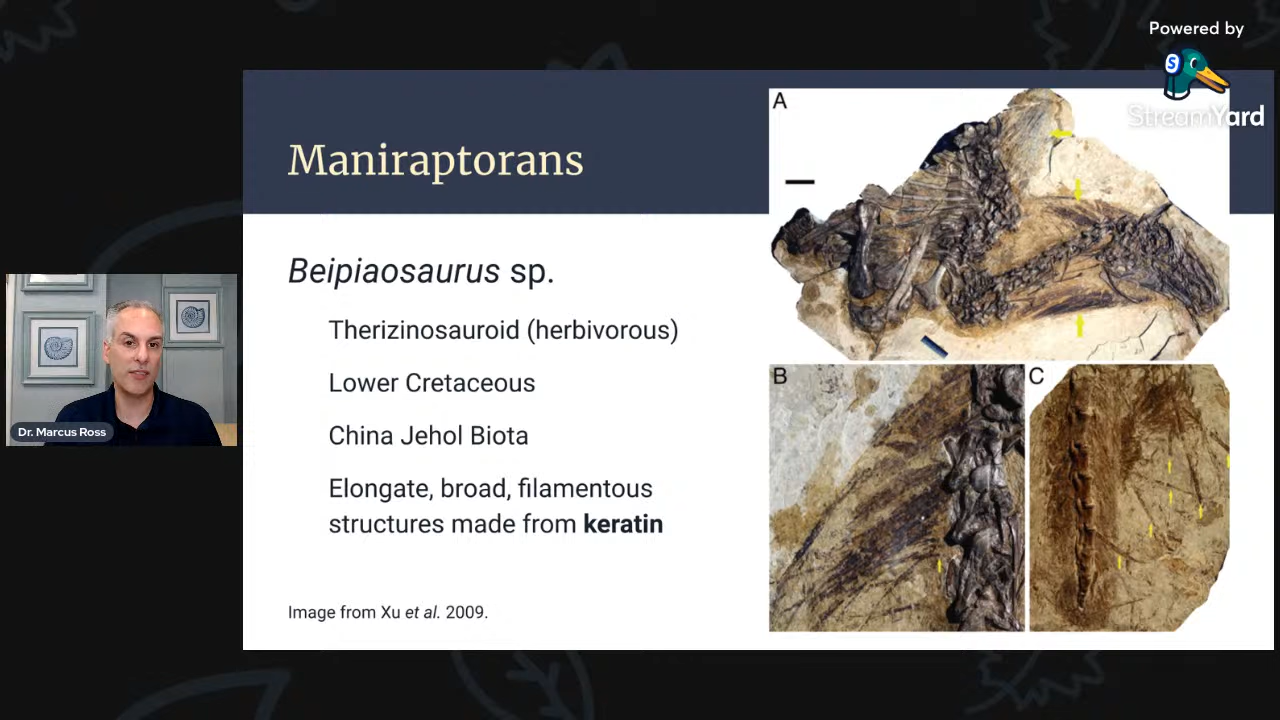 Powered by
StreamYard
Maniraptorans
Beipiaosaurus sp.
Therizinosauroid (herbivorous)
Lower Cretaceous
China Jehol Biota
Elongate, broad, filamentous
structures made from keratin
Image from Xu et al. 2009.
A
B
C
Dr. Marcus Ross
S